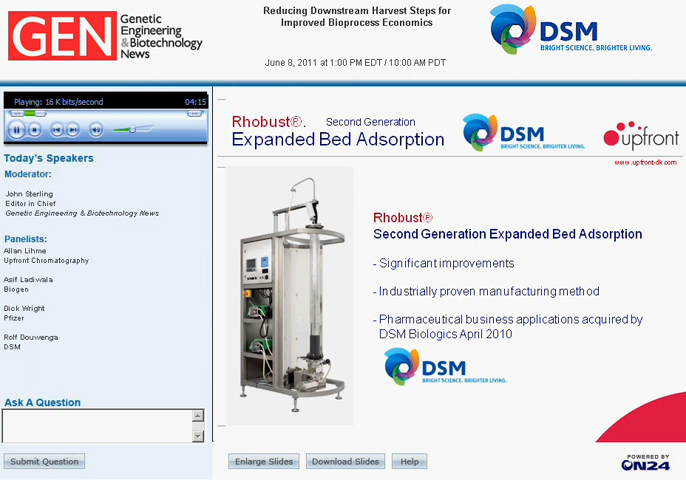 GEN Genetic
Engineering
& Biotechnology
News
Reducing Downstream Harvest Steps for
Improved Bioprocess Economics
June 8, 2011 at 1:00 PM EDT / 10:00 AM PDT
DSM
BRIGHT SCIENCE. BRIGHTER LIVING.
Playing: 16 K bits/second 04:15
Today's Speakers
Moderator:
John Sterling
Editor in Chief
Genetic Engineering & Biotechnology News
Panelists:
Allan Lihme
Upfront Chromatography
Asif Ladiwala
Biogen
Dick Wright
Pfizer
Rolf Douwenga
DSM
Ask A Question
Submit Question
Rhobust®. Second Generation
Expanded Bed Adsorption
DSM
BRIGHT SCIENCE. BRIGHTER LIVING.
upfront
www.upfront-dk.com
Rhobust®
Second Generation Expanded Bed Adsorption
- Significant improvements
- Industrially proven manufacturing method
- Pharmaceutical business applications acquired by
DSM Biologics April 2010
DSM
BRIGHT SCIENCE. BRIGHTER LIVING.
Enlarge Slides Download Slides Help
POWERED BY
ON24